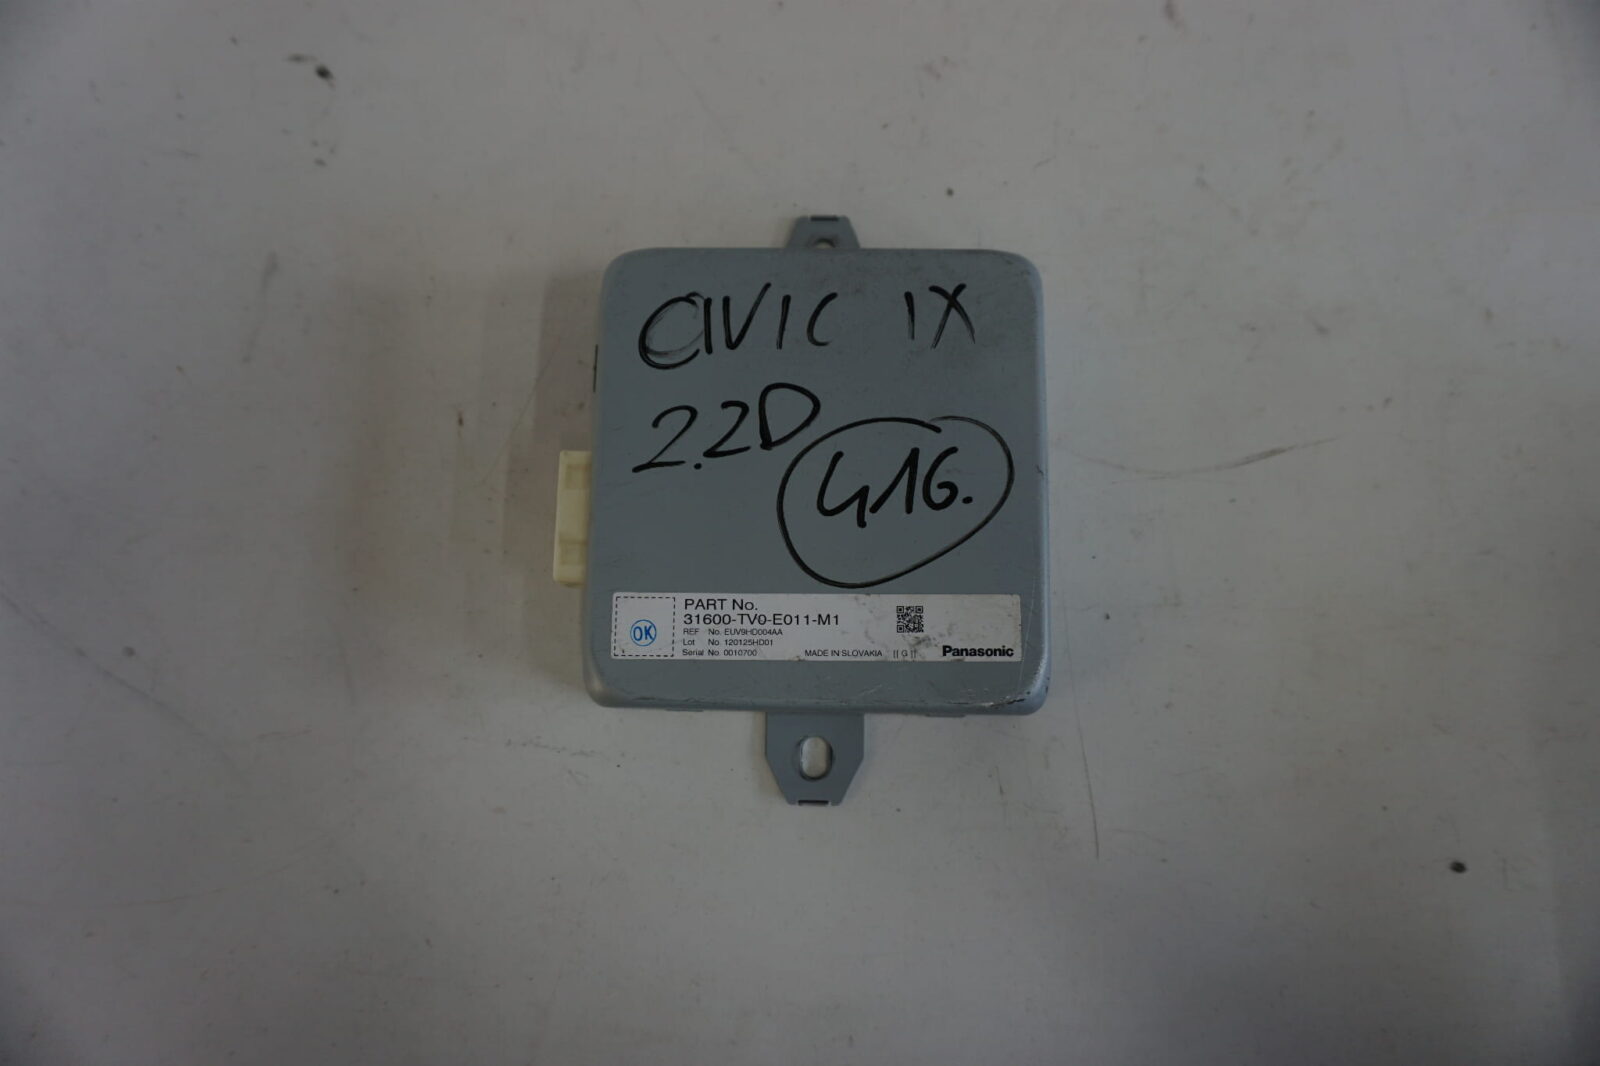 CIVIC IX
2.2D
416.
OK
PART No.
31600-TV0-E011-M1
REF No. EUV9HD004AA
Lot No. 120125HD01
Serial No. 0010700 MADE IN SLOVAKIA [[ G ]] Panasonic